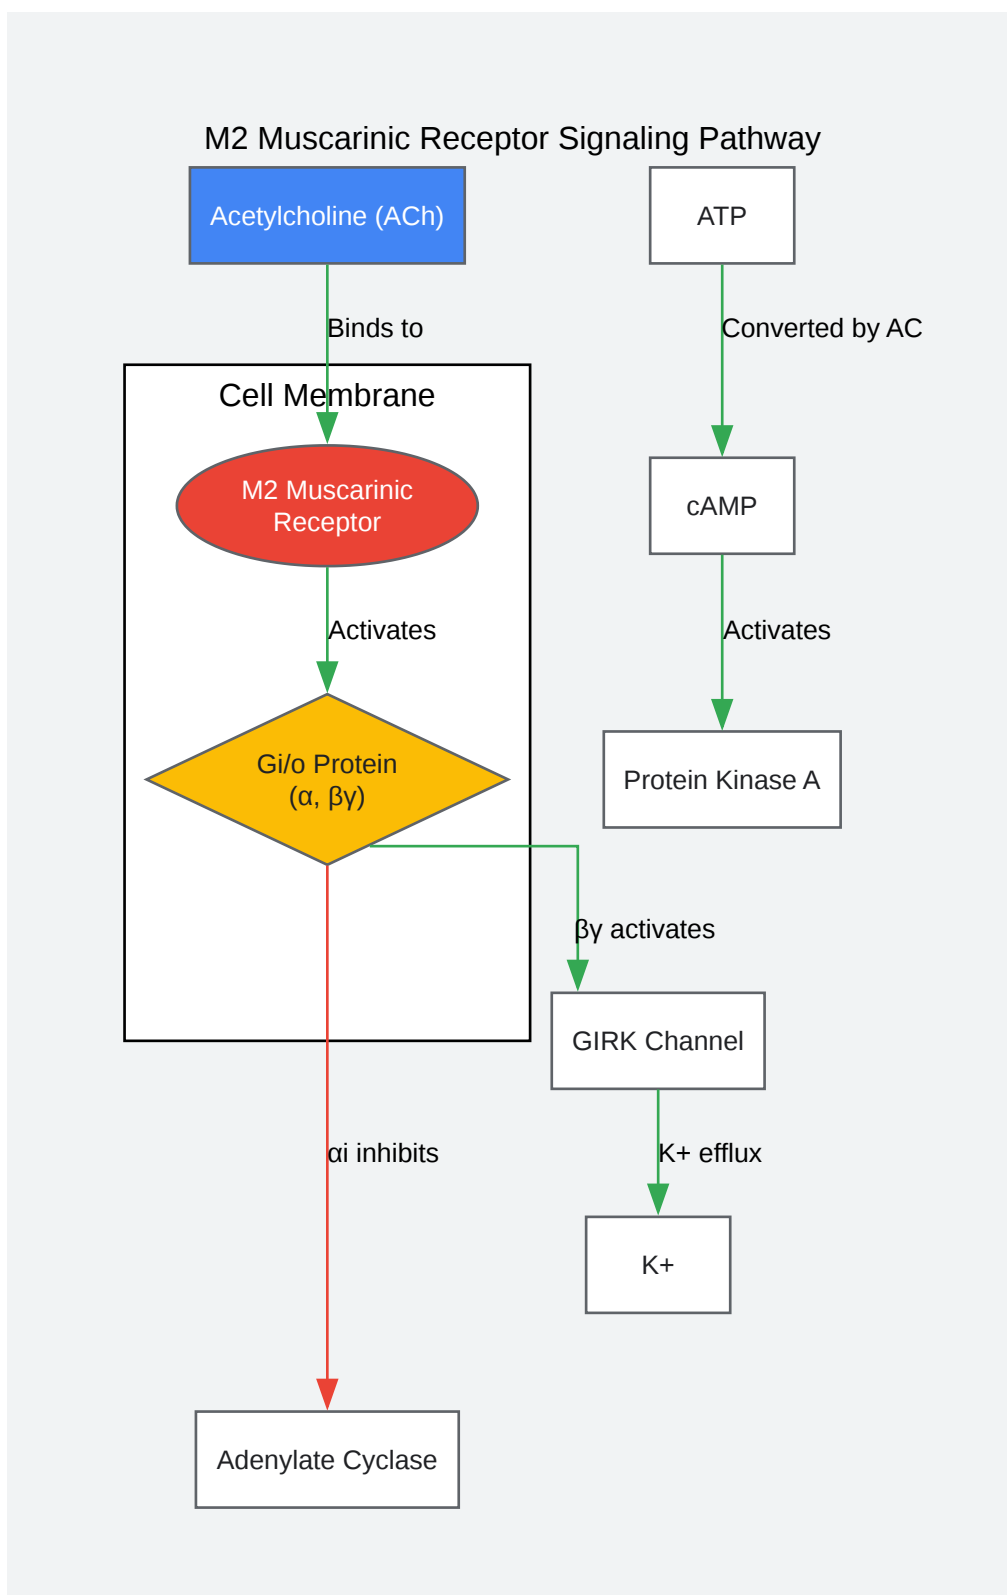 M2 Muscarinic Receptor Signaling Pathway
Acetylcholine (ACh)
ATP
Binds to
Converted by AC
Cell Membrane
M2 Muscarinic
Receptor
cAMP
Activates
Activates
Gi/o Protein
(α, βγ)
Protein Kinase A
βγ activates
GIRK Channel
αi inhibits
K+ efflux
K+
Adenylate Cyclase